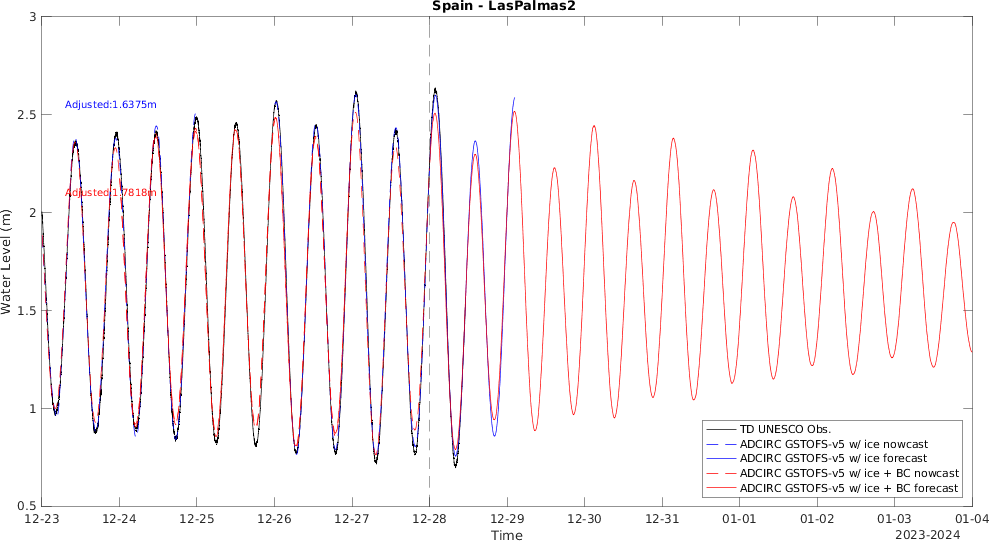 Spain - LasPalmas2
3
2.5
2
1.5
1
0.5
Water Level (m)
Adjusted:1.6375m
Adjusted:1.7818m
TD UNESCO Obs.
ADCIRC GSTOFS-v5 w/ ice nowcast
ADCIRC GSTOFS-v5 w/ ice forecast
ADCIRC GSTOFS-v5 w/ ice + BC nowcast
ADCIRC GSTOFS-v5 w/ ice + BC forecast
12-23 12-24 12-25 12-26 12-27 12-28 12-29 12-30 12-31 01-01 01-02 01-03 01-04
Time
2023-2024